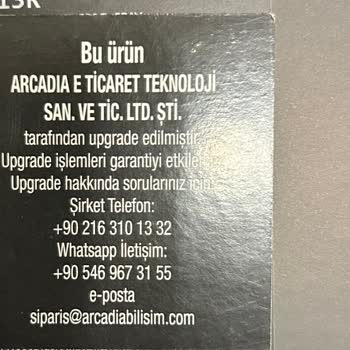 Bu ürün
ARCADIA E TİCARET TEKNOLOJİ
SAN. VE TİC. LTD. ŞTİ.
tarafından upgrade edilmiştir
Upgrade işlemleri garantiyi
Upgrade hakkında sorularınız için
Şirket Telefon:
+90 216 310 13 32
Whatsapp İletişim:
+90 546 967 31 55
e-posta
siparis@arcadiabilisim.com